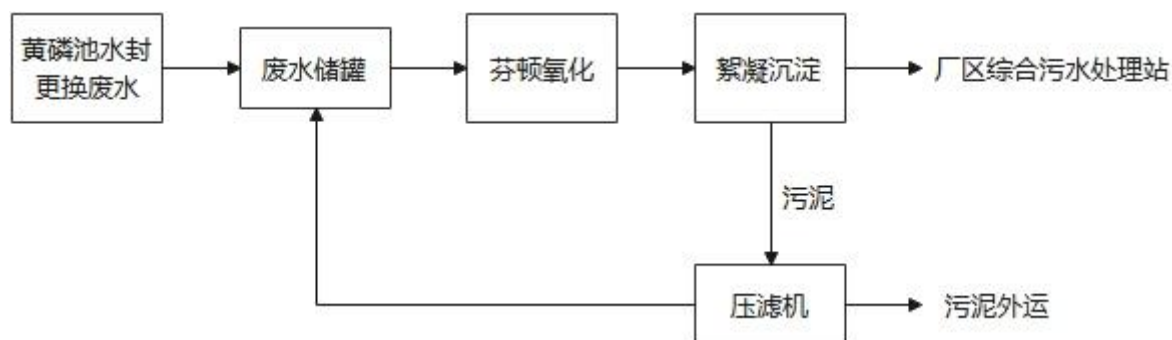 黄磷池水封
更换废水
废水储罐
芬顿氧化
絮凝沉淀
厂区综合污水处理站
污泥
压滤机
污泥外运